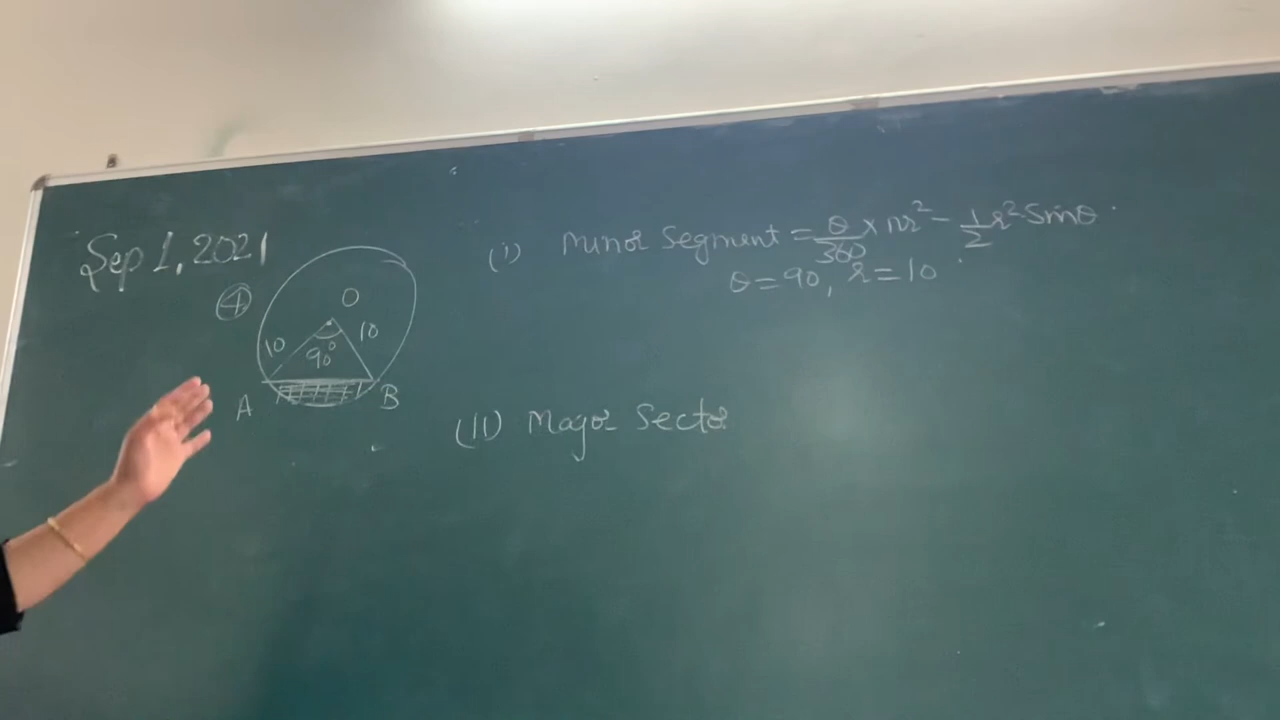 Sep 1, 2021
④
O
10
10
90°
A
B
(i) Minor Segment = θ/360 × πr² - 1/2 r² Sinθ
θ = 90, r = 10
(II) Major Sector